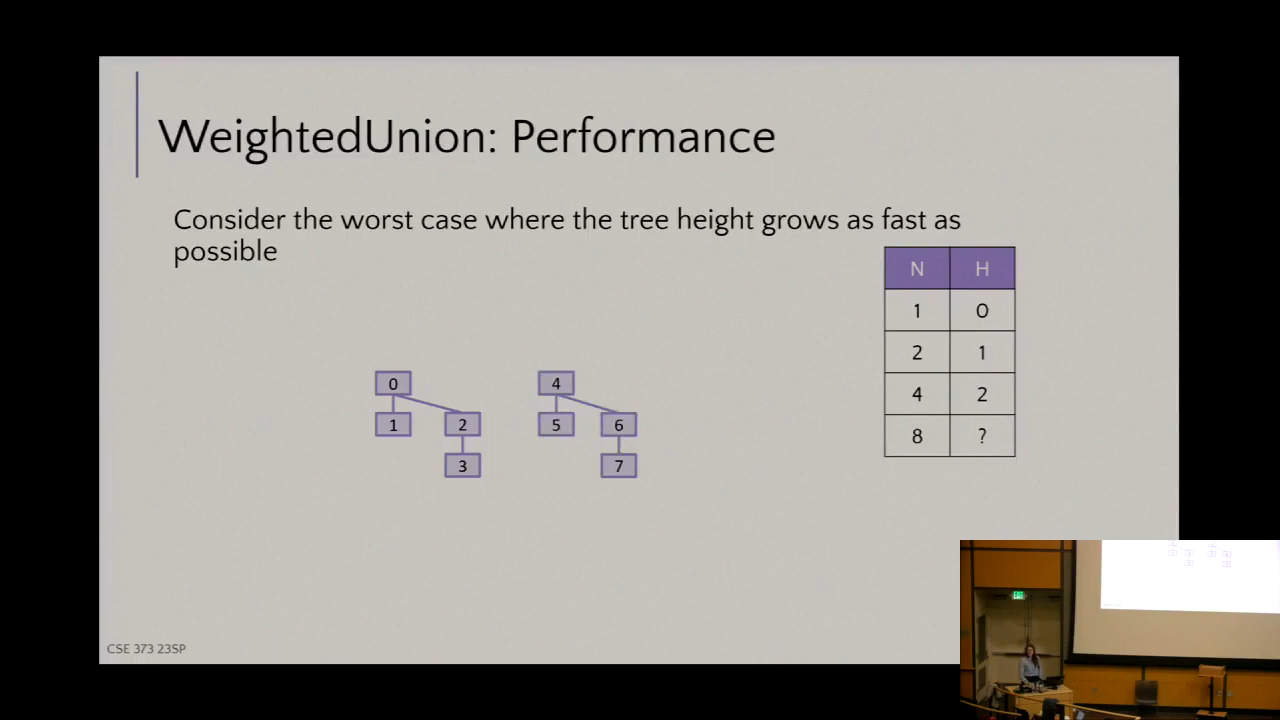 WeightedUnion: Performance
Consider the worst case where the tree height grows as fast as
possible
N H
1 0
2 1
4 2
8 ?
0 4
1 2 5 6
3 7
CSE 373 23SP